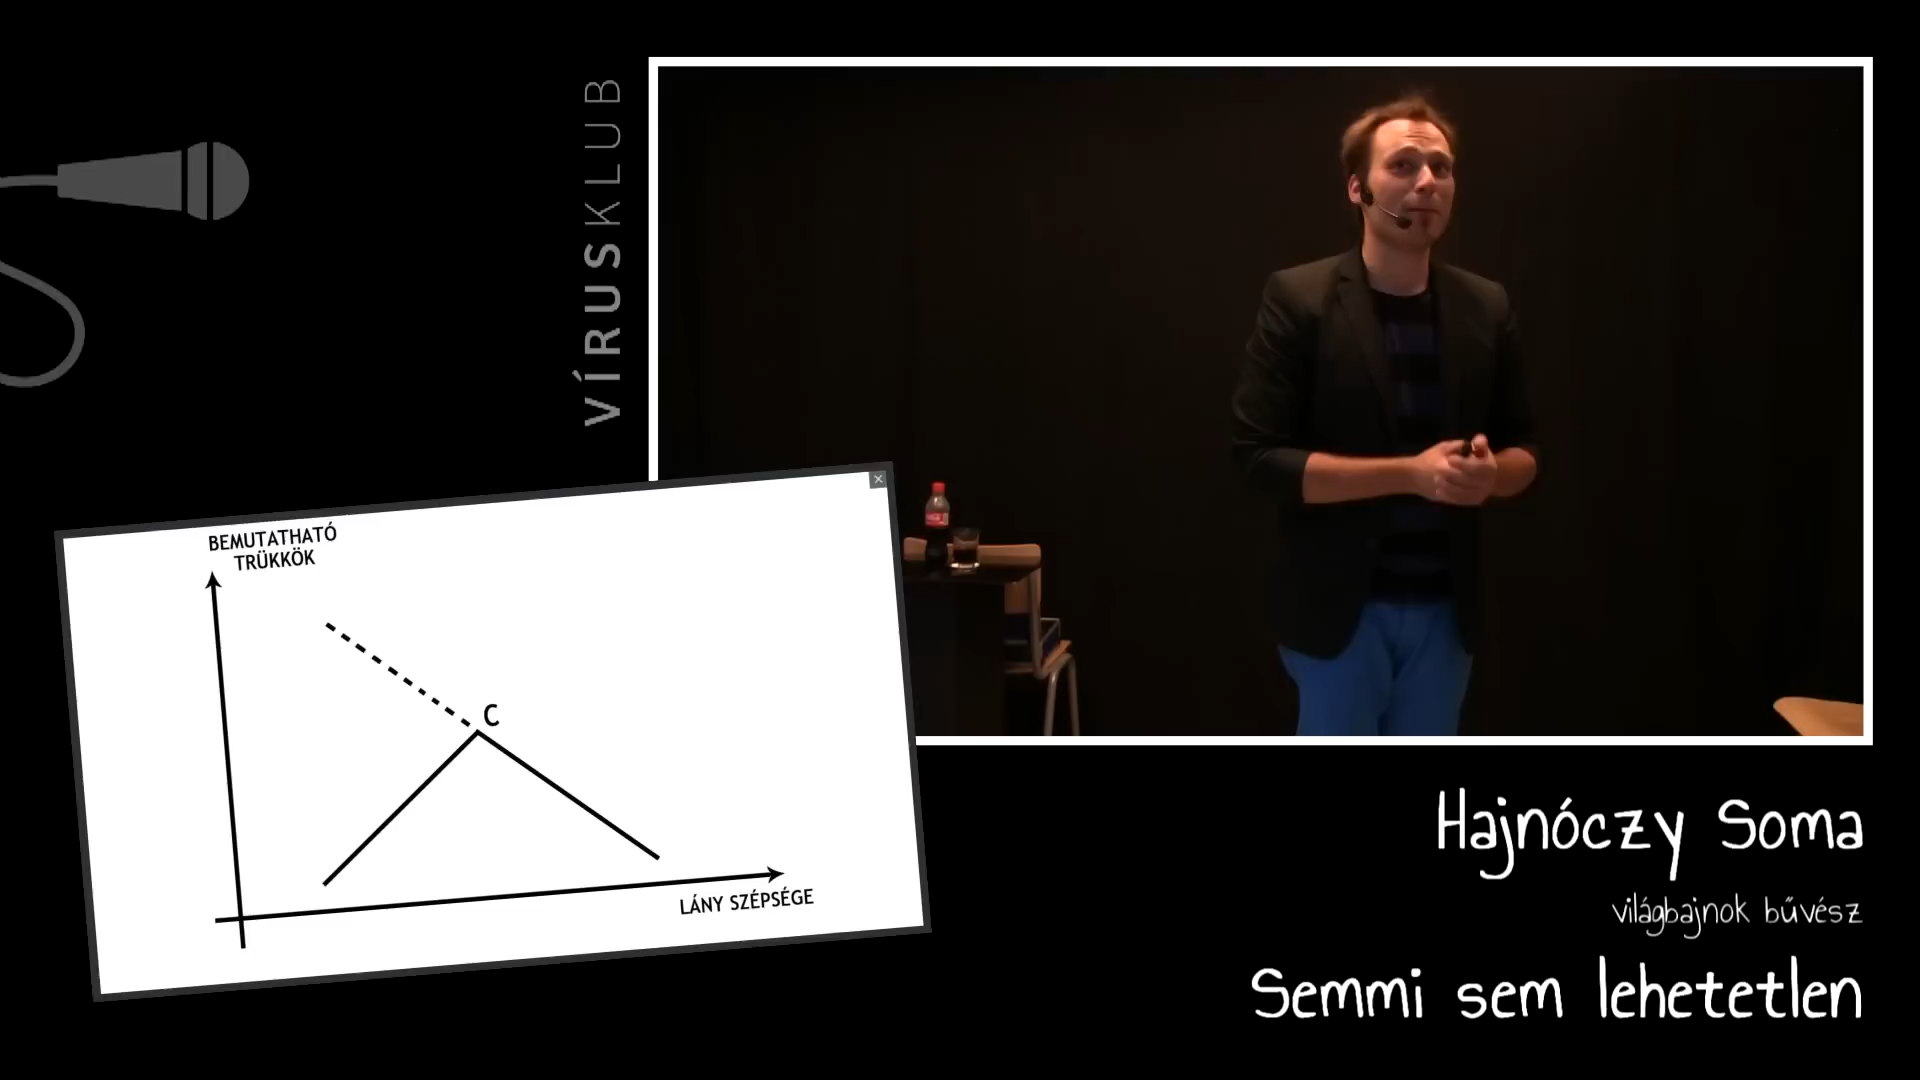 VÍRUSKLUB
BEMUTATHATÓ
TRÜKKÖK
C
LÁNY SZÉPSÉGE
Hajnóczy Soma
világbajnok bűvész
Semmi sem lehetetlen